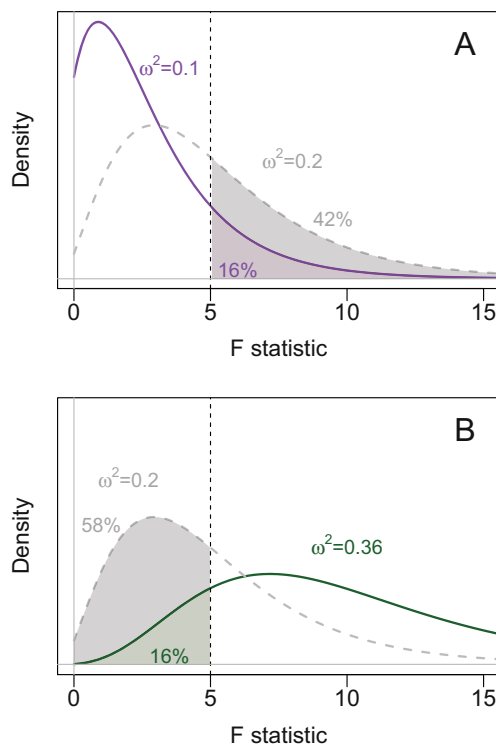 A
ω²=0.1
ω²=0.2
42%
16%
Density
0 5 10 15
F statistic
B
ω²=0.2
58%
ω²=0.36
16%
Density
0 5 10 15
F statistic